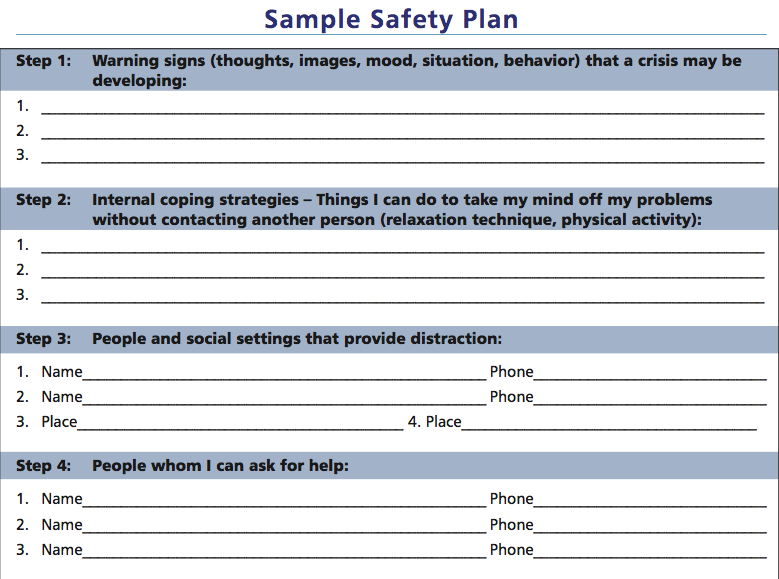 Sample Safety Plan
Step 1: Warning signs (thoughts, images, mood, situation, behavior) that a crisis may be
developing:
1.
2.
3.
Step 2: Internal coping strategies – Things I can do to take my mind off my problems
without contacting another person (relaxation technique, physical activity):
1.
2.
3.
Step 3: People and social settings that provide distraction:
1. Name Phone
2. Name Phone
3. Place 4. Place
Step 4: People whom I can ask for help:
1. Name Phone
2. Name Phone
3. Name Phone